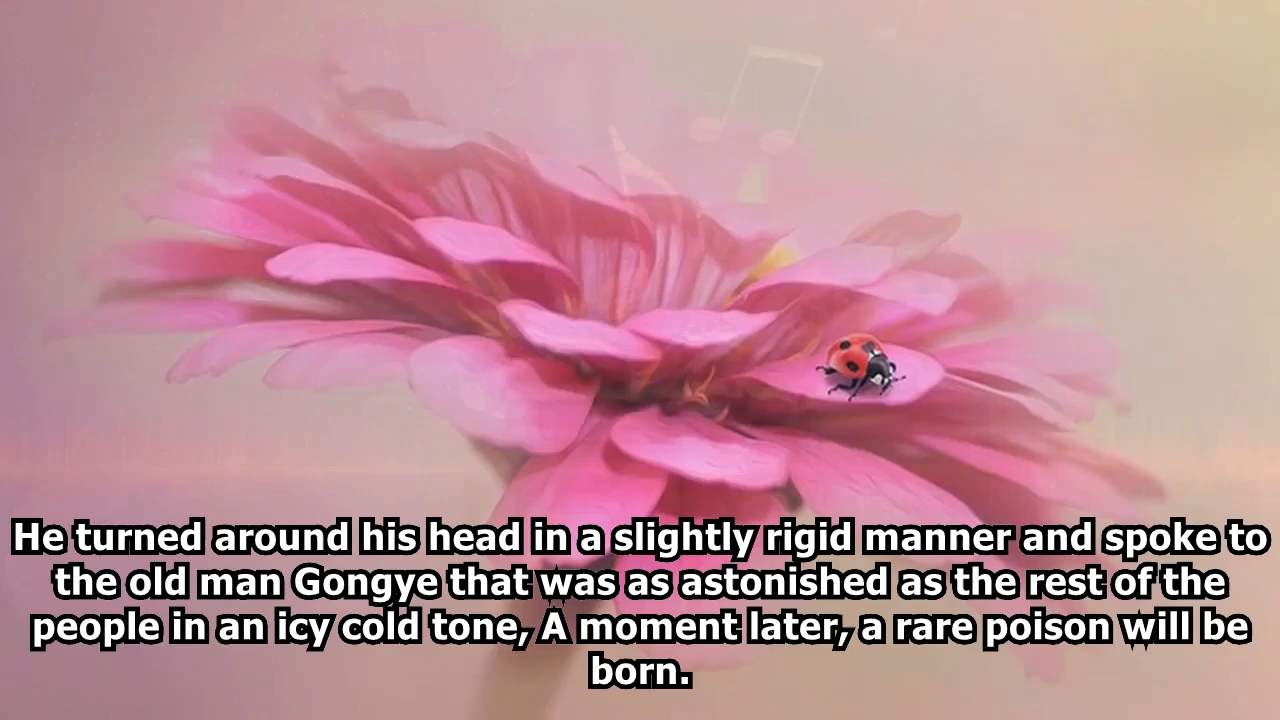 He turned around his head in a slightly rigid manner and spoke to
the old man Gongye that was as astonished as the rest of the
people in an icy cold tone, A moment later, a rare poison will be
born.